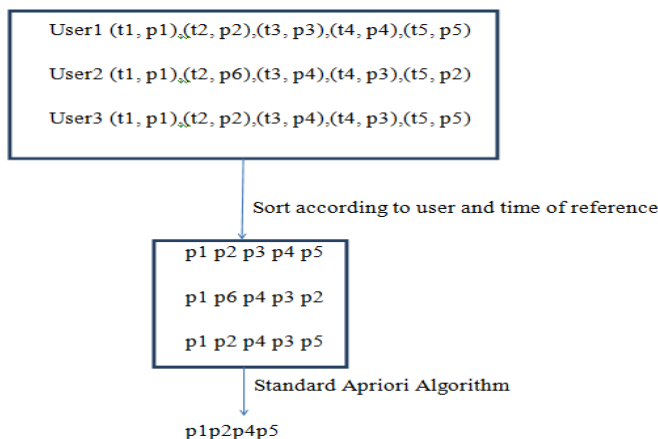 User1 (t1, p1),(t2, p2),(t3, p3),(t4, p4),(t5, p5)
User2 (t1, p1),(t2, p6),(t3, p4),(t4, p3),(t5, p2)
User3 (t1, p1),(t2, p2),(t3, p4),(t4, p3),(t5, p5)
Sort according to user and time of reference
p1 p2 p3 p4 p5
p1 p6 p4 p3 p2
p1 p2 p4 p3 p5
Standard Apriori Algorithm
p1p2p4p5